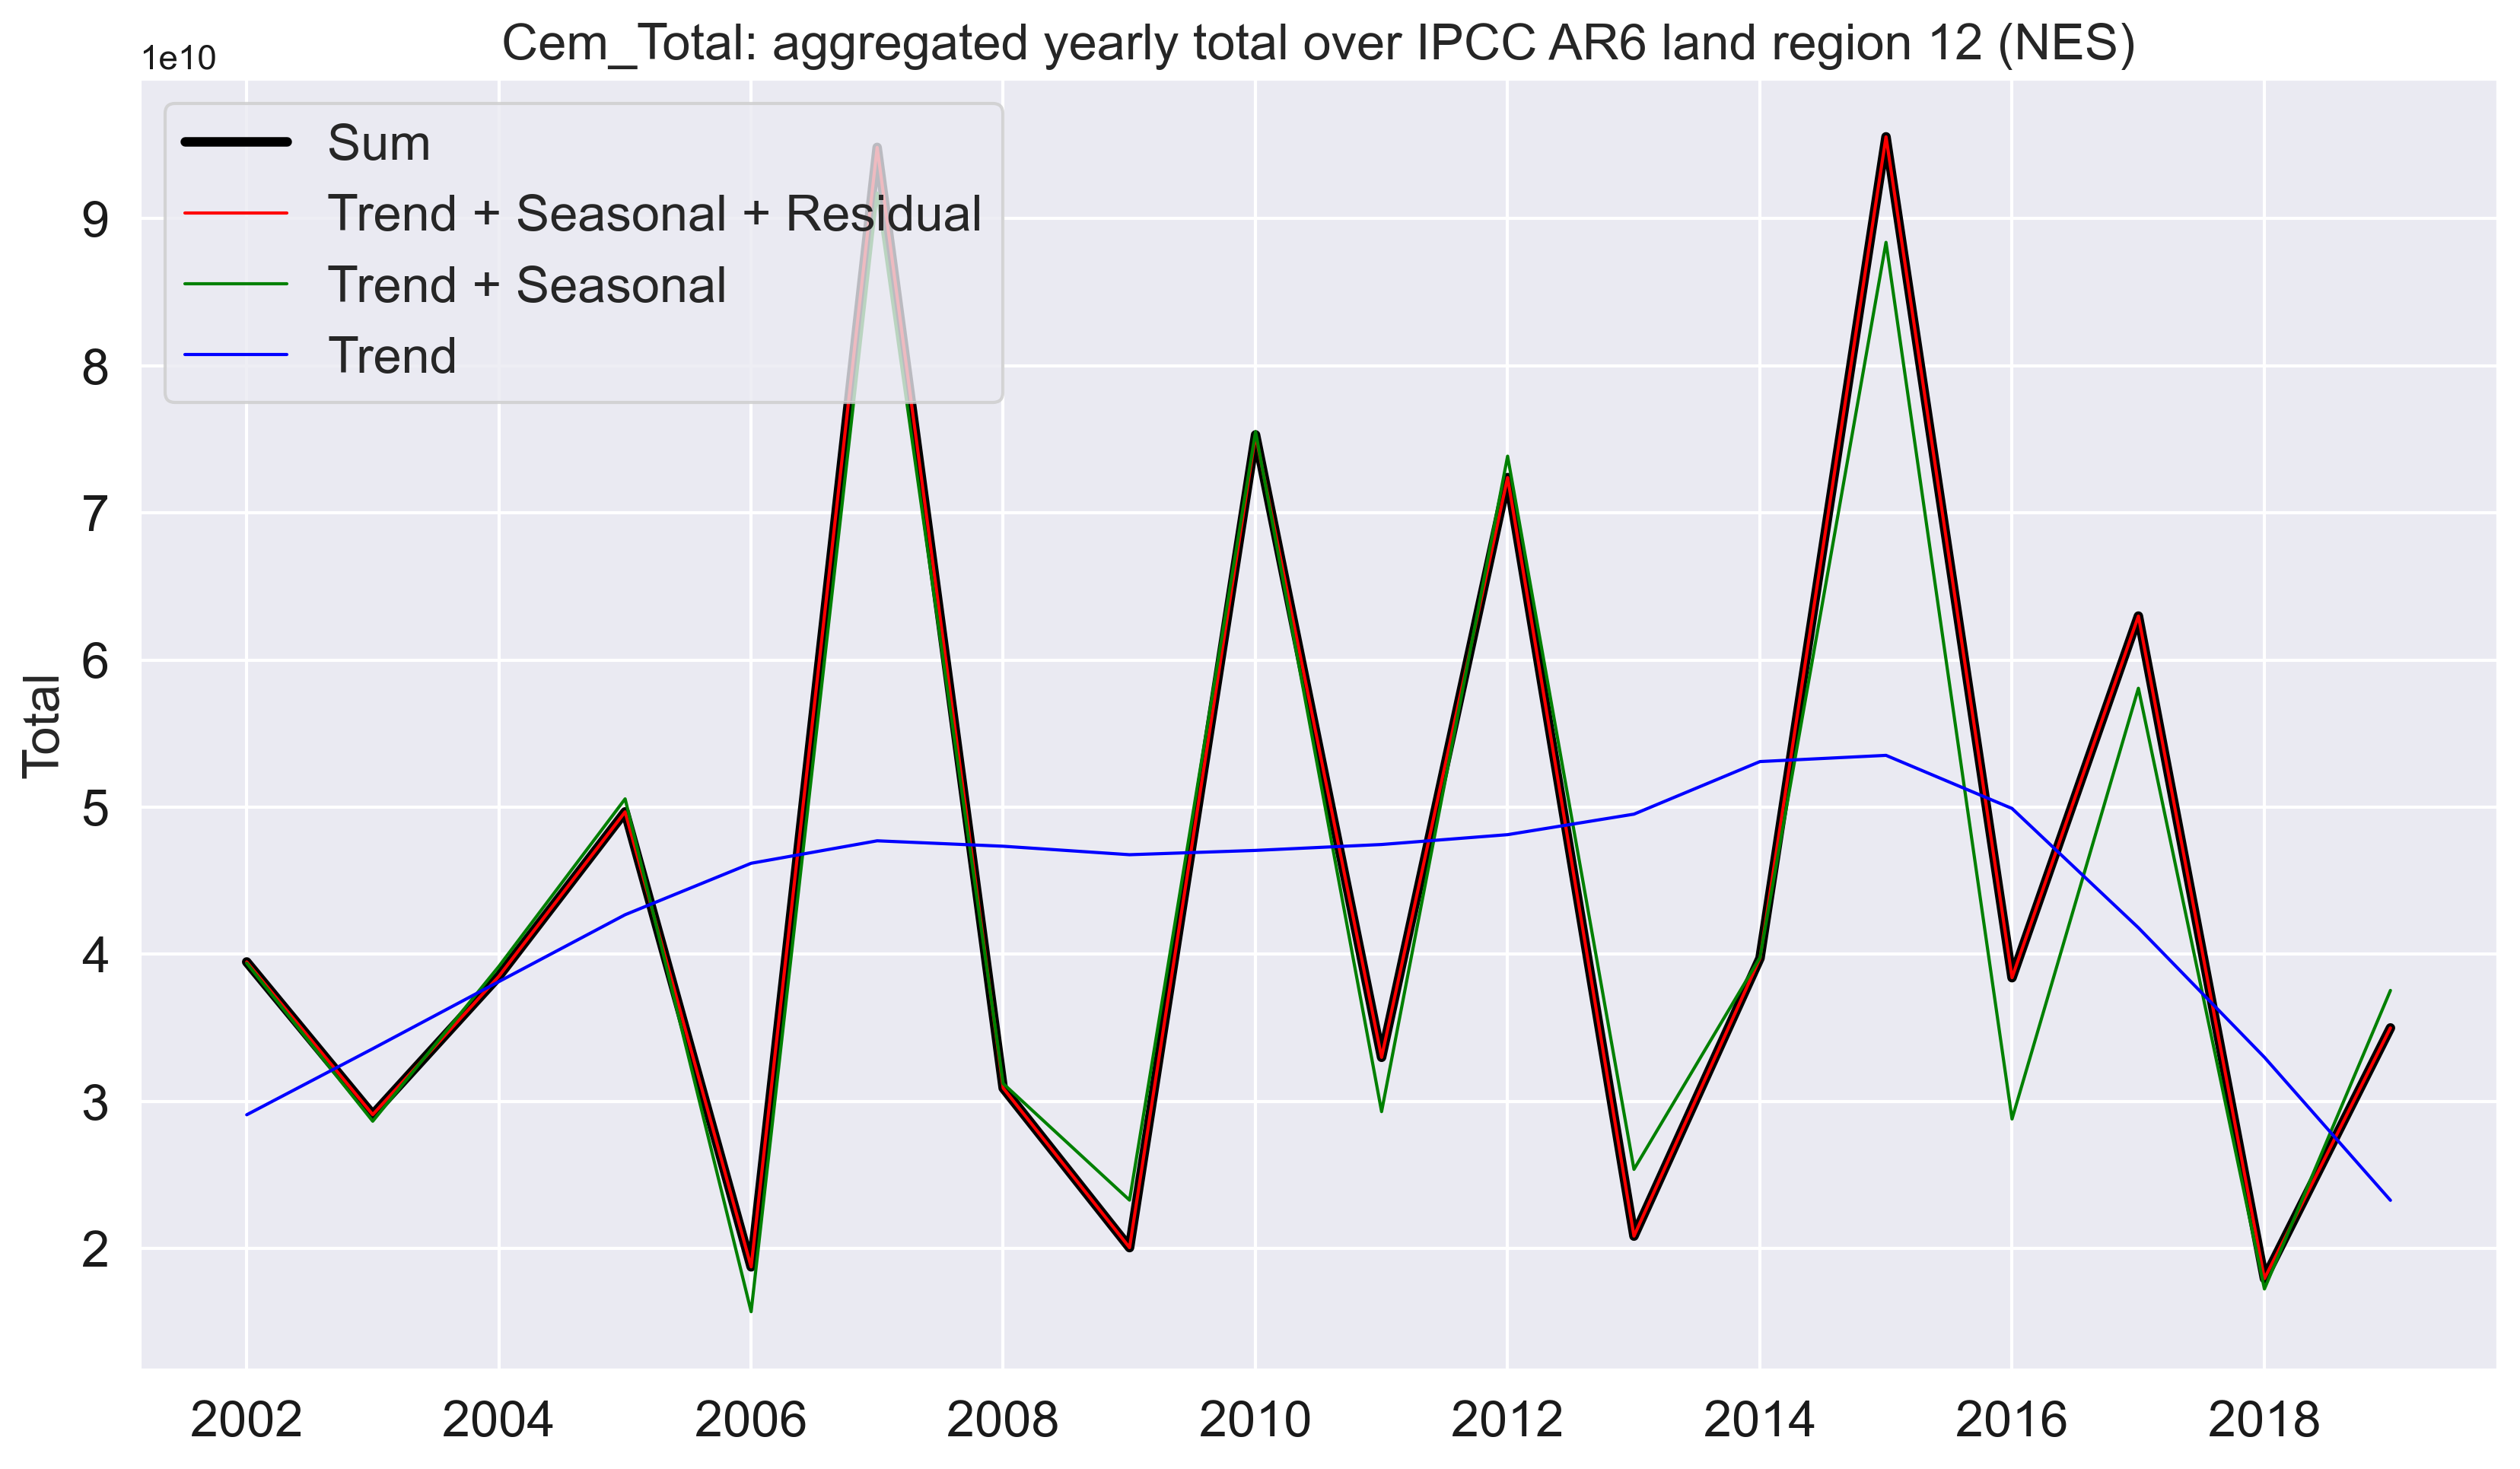 Cem_Total: aggregated yearly total over IPCC AR6 land region 12 (NES)
1e10
Sum
Trend + Seasonal + Residual
Trend + Seasonal
Trend
Total
9
8
7
6
5
4
3
2
2002 2004 2006 2008 2010 2012 2014 2016 2018